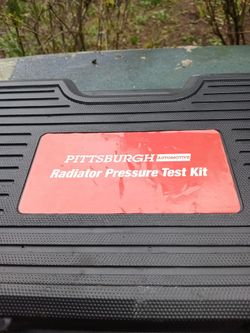 PITTSBURGH AUTOMOTIVE
Radiator Pressure Test Kit